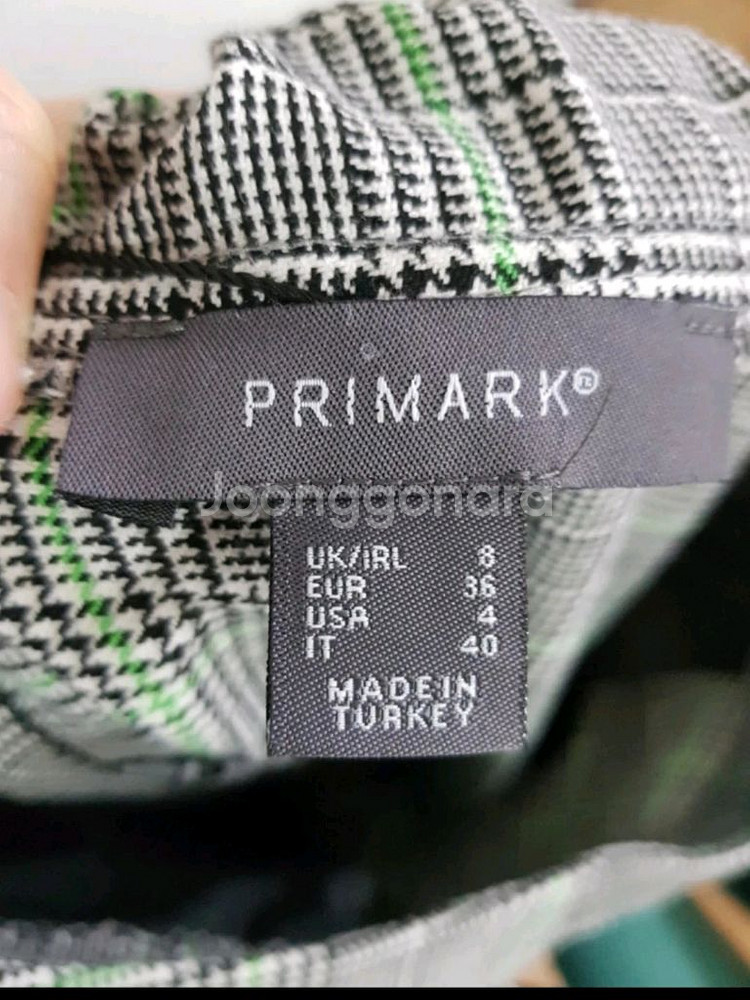 PRIMARK®
Joonggonara
UK/IRL 8
EUR 36
USA 4
IT 40
MADE IN
TURKEY